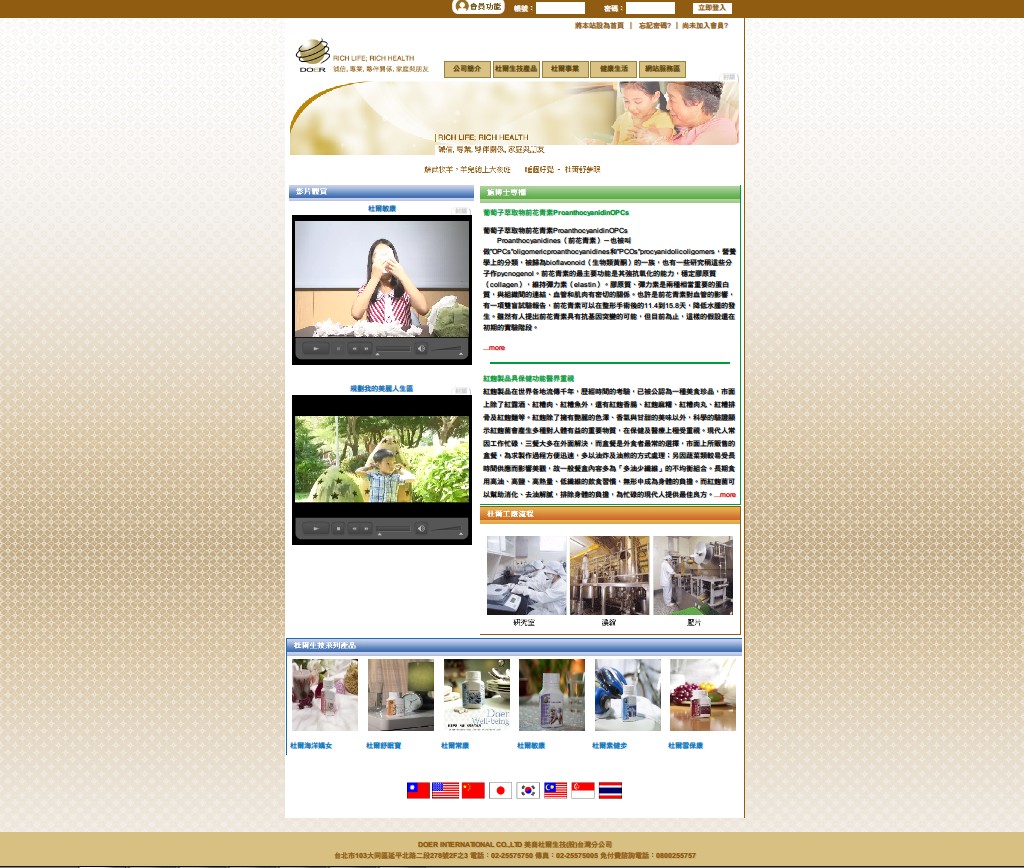 會員功能 帳號： 密碼： 立即登入
將本站設為首頁 | 忘記密碼? | 尚未加入會員?
RICH LIFE; RICH HEALTH
DOER 誠信, 專業, 夥伴關係, 家庭與朋友
公司簡介 杜爾生技產品 杜爾事業 健康生活 網站服務區
RICH LIFE; RICH HEALTH
誠信, 專業, 夥伴關係, 家庭與朋友
影片觀賞
杜爾敏康
規劃我的美麗人生區
葡萄子萃取物前花青素ProanthocyanidinOPCs
葡萄子萃取物前花青素ProanthocyanidinOPCs
Proanthocyanidines（前花青素）－也被叫
做"OPCs"oligomericproanthocyanidines和"PCOs"procyanidolicoligomers，營養
學上的分類，被歸為bioflavonoid（生物類黃酮）的一族，也有一些研究稱這些分
子作pycnogenol。前花青素的最主要功能是其強抗氧化的能力，穩定膠原質
（collagen），維持彈力素（elastin）。膠原質、彈力素是兩種相當重要的蛋白
質，與組織間的連結、血管和肌肉有密切的關係。也許是前花青素對血管的影響，
有一項雙盲試驗報告，前花青素可以在整形手術後的11.4到15.8天，降低水腫的發
生。雖然有人提出前花青素具有抗基因突變的可能，但目前為止，這樣的假設還在
初期的實驗階段。
...more
紅麴製品具保健功能醫界重視
紅麴製品在世界各地流傳千年，歷經時間的考驗，已被公認為一種美食珍品，市面
上除了紅露酒、紅糟肉、紅糟魚外，還有紅麴香腸、紅麴麻糬、紅糟肉丸、紅糟排
骨及紅麴麵等。紅麴除了擁有艷麗的色澤、香氣與甘甜的美味以外，科學的驗證顯
示紅麴菌會產生多種對人體有益的重要物質，在保健及醫療上極受重視。現代人常
因工作忙碌，三餐大多在外面解決，而盒餐是外食者最常的選擇，市面上所販售的
盒餐，為求製作過程方便迅速，多以油炸及油煎的方式處理；另因蔬菜類較易受長
時間供應而影響美觀，故一般餐盒內容多為「多油少纖維」的不均衡組合。長期食
用高油、高鹽、高熱量、低纖維的飲食習慣，無形中成為身體的負擔。而紅麴菌可
以幫助消化、去油解膩，排除身體的負擔，為忙碌的現代人提供最佳良方。...more
杜爾工廠流程
研究室 壓片
杜爾生技系列產品
Doer
Well-being
杜爾海洋嬌女 杜爾舒眠寶 杜爾常康 杜爾敏康 杜爾素健步 杜爾雲保康
DOER INTERNATIONAL CO.,LTD 美商杜爾生技(股)台灣分公司
台北市103大同區延平北路二段278號2F之3 電話：02-25575750 傳真：02-25575005 免付費諮詢電話：0800255757